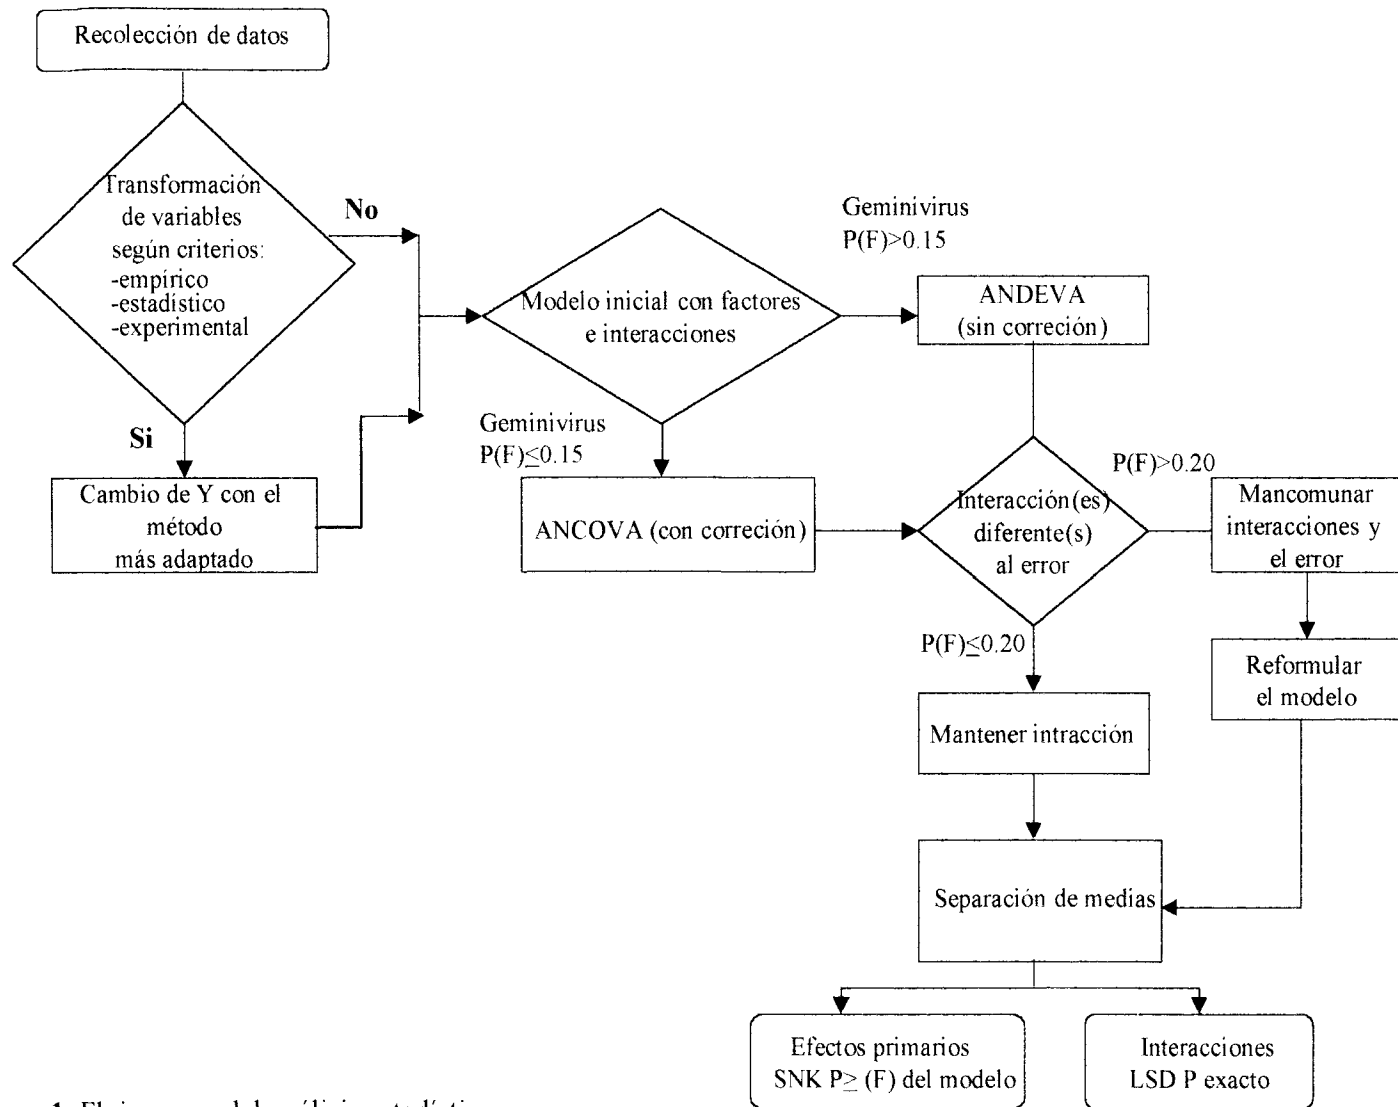 Recolección de datos
Transformación
de variables
según criterios:
-empírico
-estadístico
-experimental
No
Si
Cambio de Y con el
método
más adaptado
Modelo inicial con factores
e interacciones
Geminivirus
P(F)>0.15
ANDEVA
(sin correción)
Geminivirus
P(F)≤0.15
ANCOVA (con correción)
Interacción(es)
diferente(s)
al error
P(F)>0.20
Mancomunar
interacciones y
el error
Reformular
el modelo
P(F)≤0.20
Mantener intracción
Separación de medias
Efectos primarios
SNK P≥ (F) del modelo
Interacciones
LSD P exacto
1.